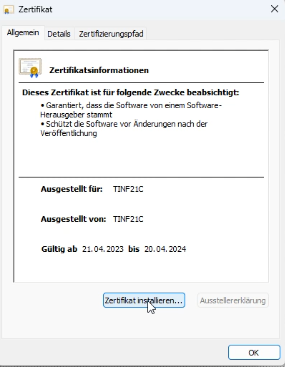 Zertifikat
Allgemein Details Zertifizierungspfad
Zertifikatsinformationen
Dieses Zertifikat ist für folgende Zwecke beabsichtigt:
• Garantiert, dass die Software von einem Software-
Herausgeber stammt
• Schützt die Software vor Änderungen nach der
Veröffentlichung
Ausgestellt für: TINF21C
Ausgestellt von: TINF21C
Gültig ab 21.04.2023 bis 20.04.2024
Zertifikat installieren... Ausstellererklärung
OK